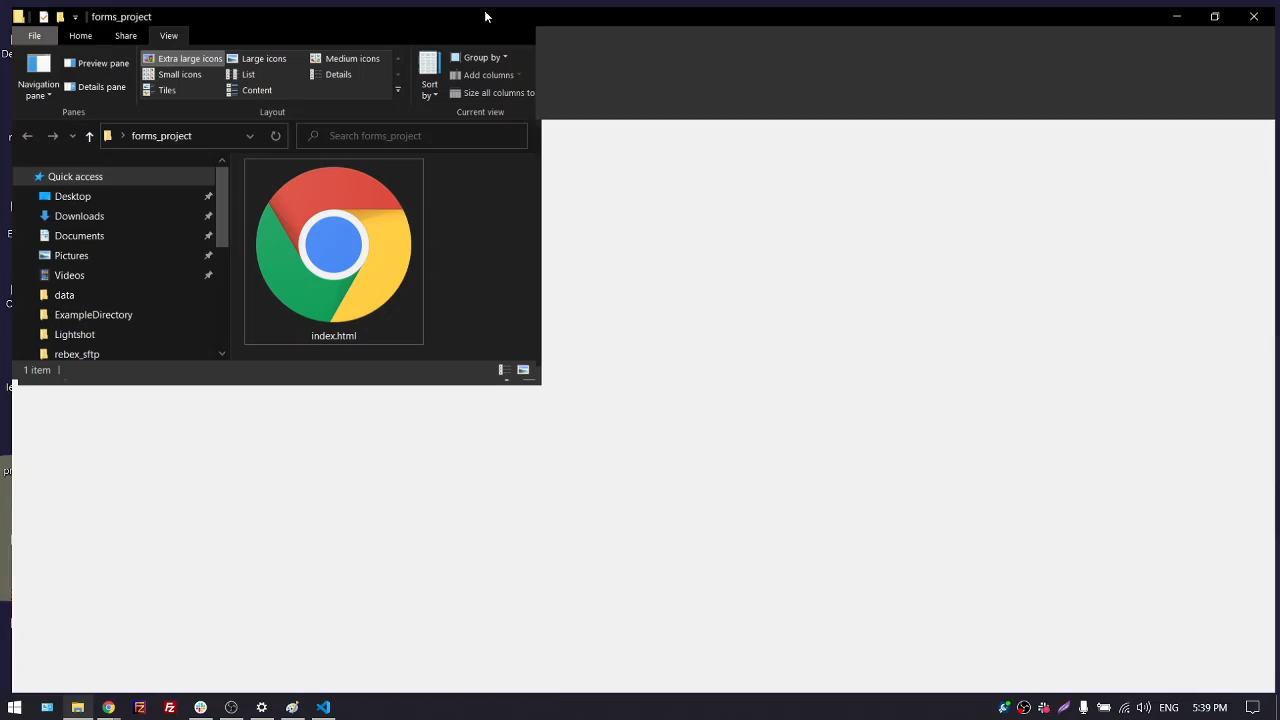 forms_project
File Home Share View
Navigation pane
Preview pane
Details pane
Panes
Extra large icons Large icons Medium icons
Small icons List Details
Tiles Content
Layout
Sort by
Group by
Add columns
Size all columns to
Current view
forms_project
Search forms_project
Quick access
Desktop
Downloads
Documents
Pictures
Videos
data
ExampleDirectory
Lightshot
rebex_sftp
index.html
1 item
ENG 5:39 PM